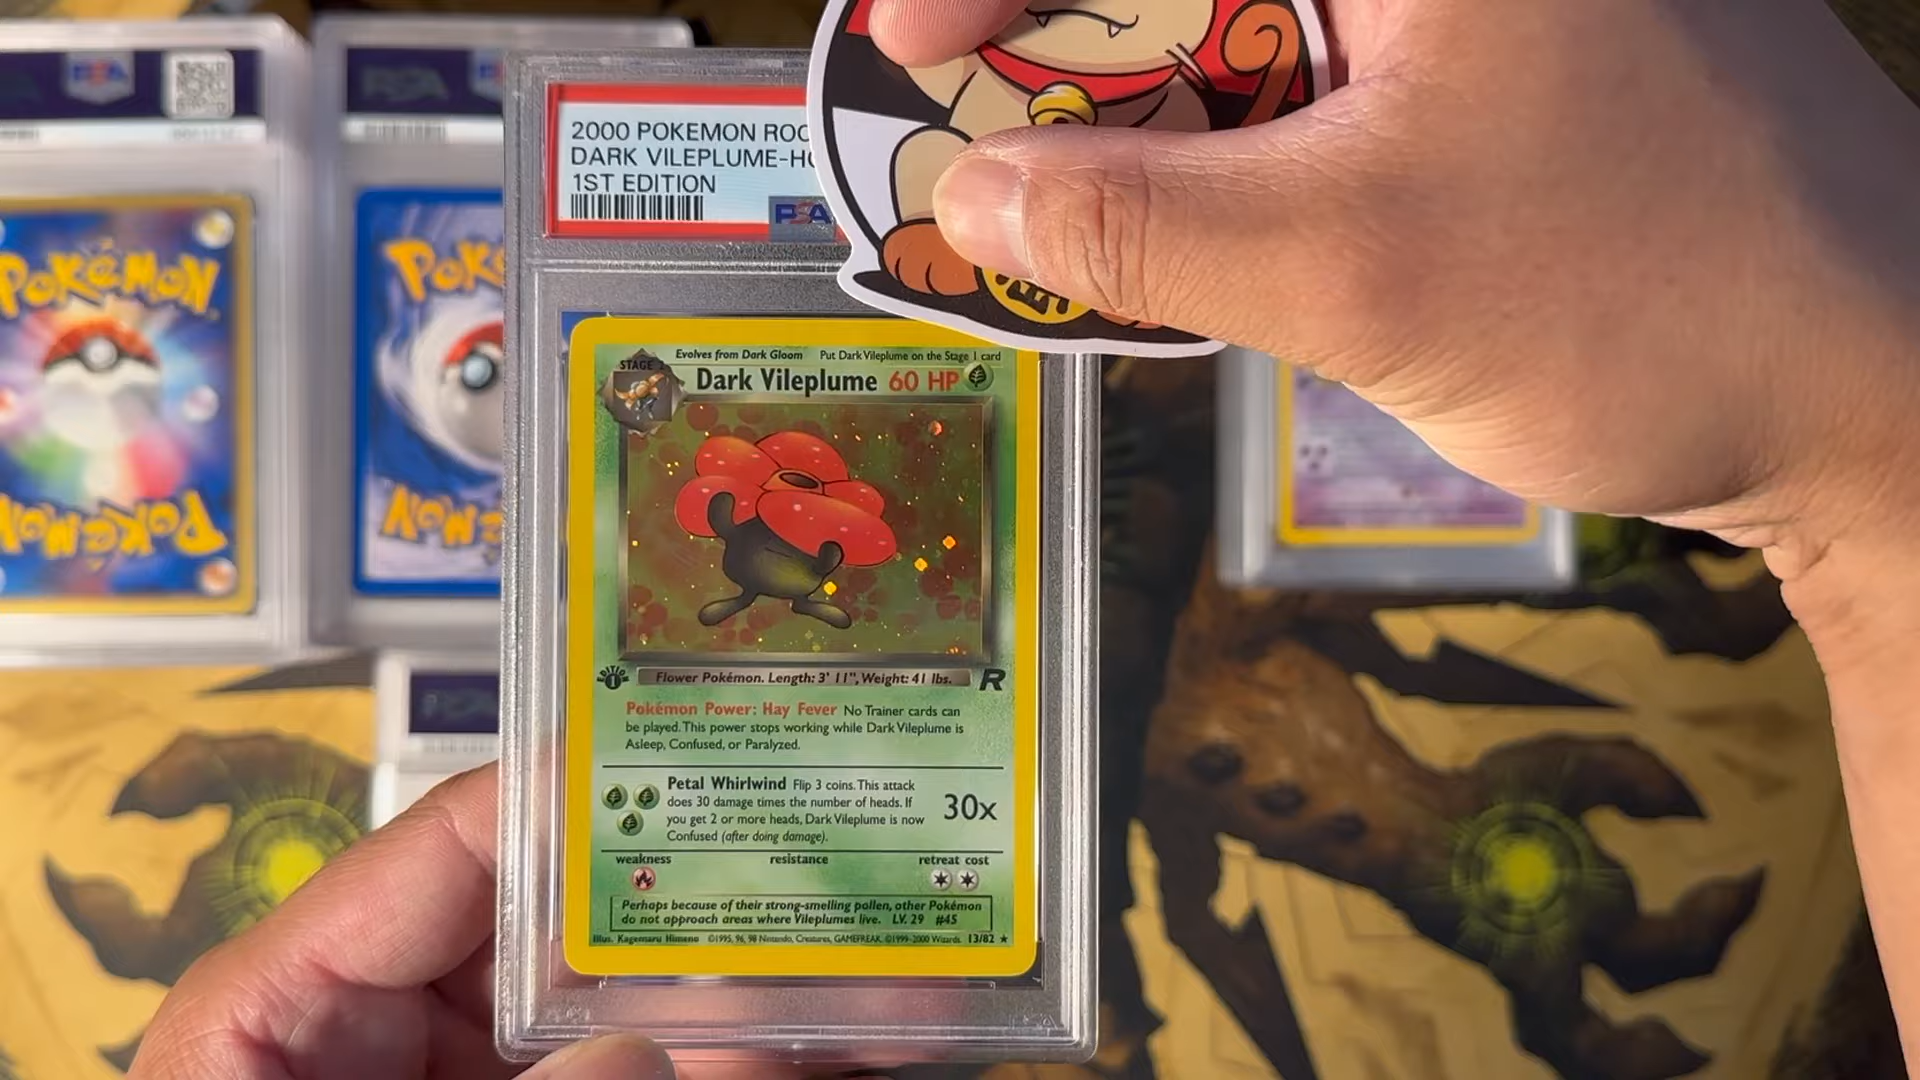 2000 POKEMON ROC
DARK VILEPLUME-HO
1ST EDITION
PSA
PSA
POKéMON
POKéMON
STAGE 2
Evolves from Dark Gloom Put Dark Vileplume on the Stage 1 card
Dark Vileplume 60 HP
EDITION
1
Flower Pokémon. Length: 3' 11", Weight: 41 lbs.
R
Pokémon Power: Hay Fever No Trainer cards can
be played. This power stops working while Dark Vileplume is
Asleep, Confused, or Paralyzed.
Petal Whirlwind Flip 3 coins. This attack
does 30 damage times the number of heads. If
you get 2 or more heads, Dark Vileplume is now
Confused (after doing damage).
30x
weakness resistance retreat cost
Perhaps because of their strong-smelling pollen, other Pokémon
do not approach areas where Vileplumes live. LV. 29 #45
Illus. Kagemaru Himeno ©1995, 96, 98 Nintendo, Creatures, GAMEFREAK. ©1999-2000 Wizards. 13/82 ★